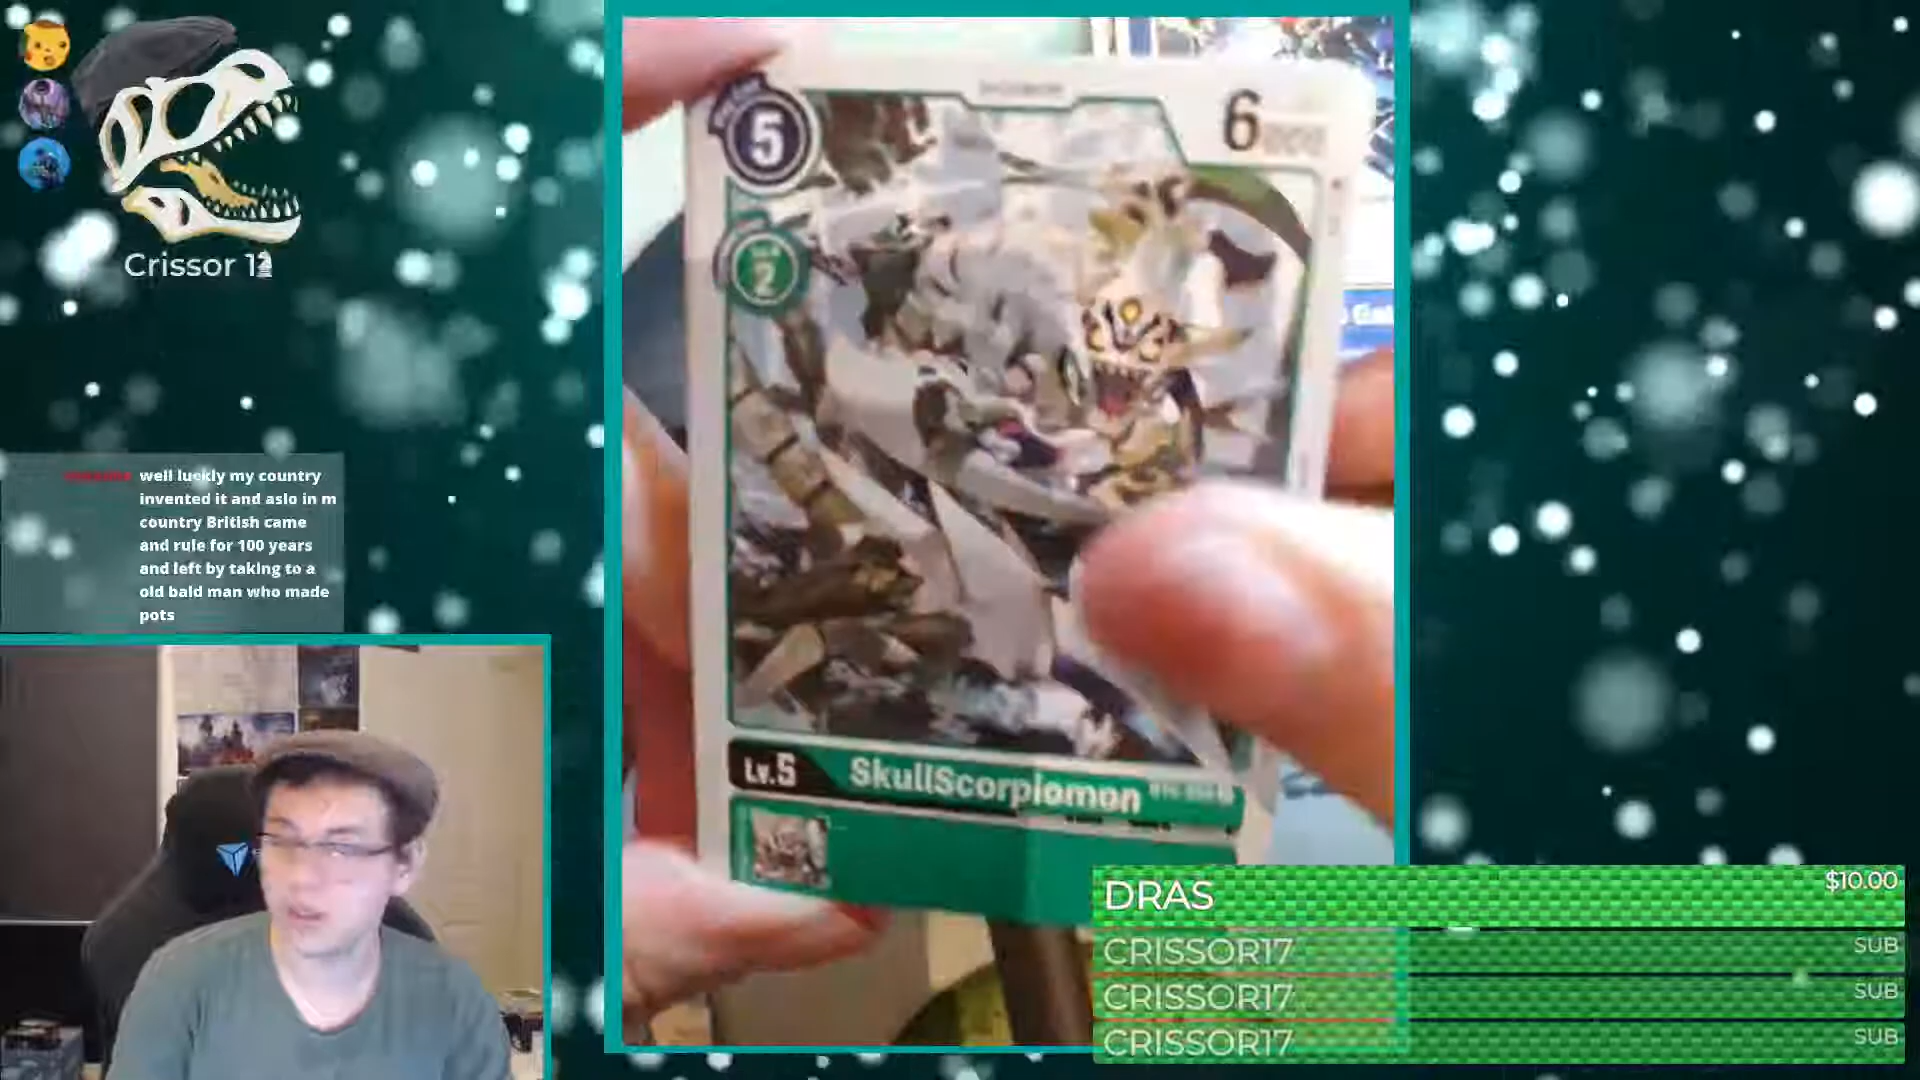 5
6000
2
Crissor 1
well luckly my country
invented it and aslo in m
country British came
and rule for 100 years
and left by taking to a
old bald man who made
pots
Lv.5 SkullScorpiomon
DRAS $10.00
CRISSOR17 SUB
CRISSOR17 SUB
CRISSOR17 SUB